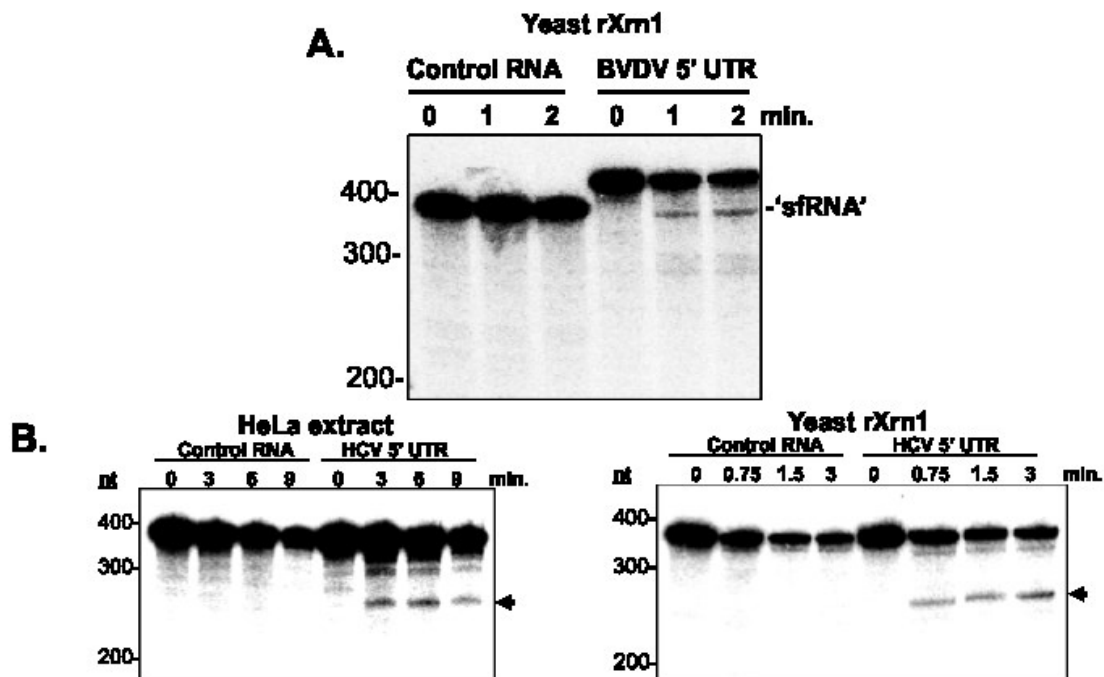 A.
Yeast rXrn1
Control RNA BVDV 5' UTR
0 1 2 0 1 2 min.
400-
-'sfRNA'
300-
200-
B.
HeLa extract
Control RNA HCV 5' UTR
nt 0 3 6 9 0 3 6 9 min.
400-
300-
200-
Yeast rXrn1
Control RNA HCV 5' UTR
nt 0 0.75 1.5 3 0 0.75 1.5 3 min.
400-
300-
200-